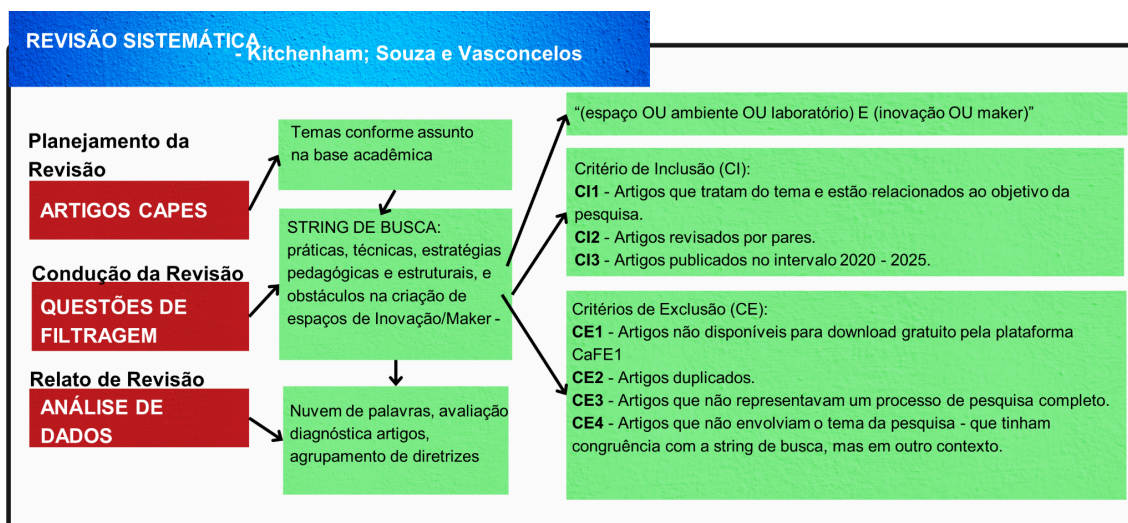 REVISÃO SISTEMÁTICA
- Kitchenham; Souza e Vasconcelos
Planejamento da
Revisão
ARTIGOS CAPES
Temas conforme assunto
na base acadêmica
Condução da Revisão
QUESTÕES DE
FILTRAGEM
STRING DE BUSCA:
práticas, técnicas, estratégias
pedagógicas e estruturais, e
obstáculos na criação de
espaços de Inovação/Maker -
Relato de Revisão
ANÁLISE DE
DADOS
Nuvem de palavras, avaliação
diagnóstica artigos,
agrupamento de diretrizes
“(espaço OU ambiente OU laboratório) E (inovação OU maker)”
Critério de Inclusão (CI):
CI1 - Artigos que tratam do tema e estão relacionados ao objetivo da
pesquisa.
CI2 - Artigos revisados por pares.
CI3 - Artigos publicados no intervalo 2020 - 2025.
Critérios de Exclusão (CE):
CE1 - Artigos não disponíveis para download gratuito pela plataforma
CaFE1
CE2 - Artigos duplicados.
CE3 - Artigos que não representavam um processo de pesquisa completo.
CE4 - Artigos que não envolviam o tema da pesquisa - que tinham
congruência com a string de busca, mas em outro contexto.